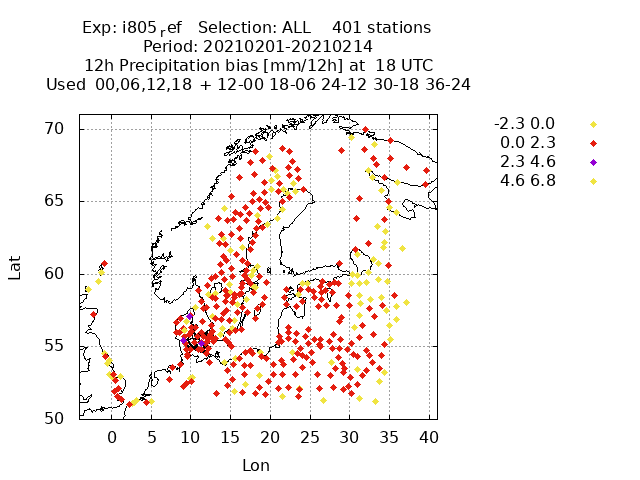 Exp: i805ref   Selection: ALL    401 stations
Period: 20210201-20210214
12h Precipitation bias [mm/12h] at  18 UTC
Used  00,06,12,18  + 12-00 18-06 24-12 30-18 36-24
-2.3 0.0
0.0 2.3
2.3 4.6
4.6 6.8
70
65
60
55
50
Lat
0 5 10 15 20 25 30 35 40
Lon